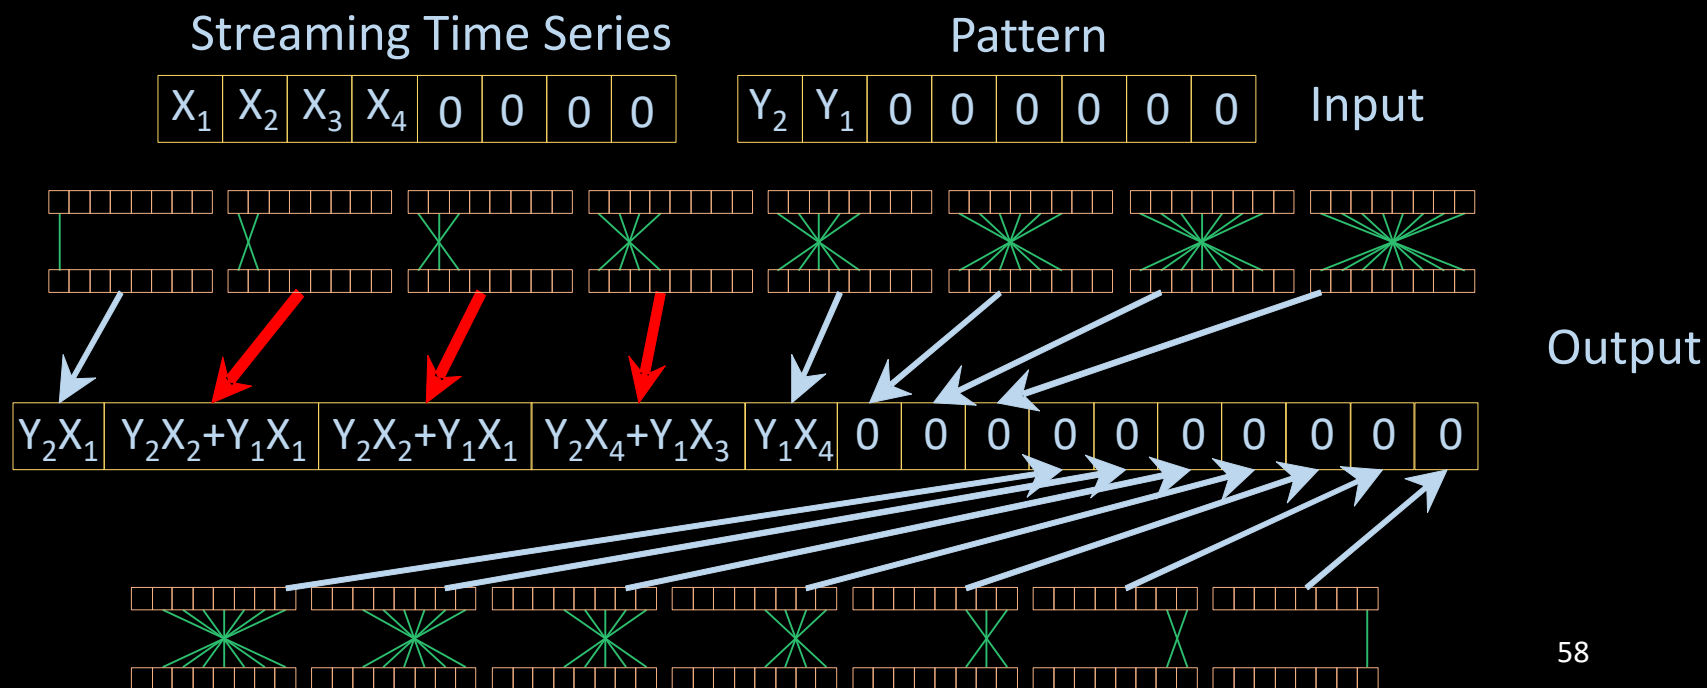 Streaming Time Series Pattern
X₁ X₂ X₃ X₄ 0 0 0 0 Y₂ Y₁ 0 0 0 0 0 0 Input
Output
Y₂X₁ Y₂X₂+Y₁X₁ Y₂X₂+Y₁X₁ Y₂X₄+Y₁X₃ Y₁X₄ 0 0 0 0 0 0 0 0 0 0
58